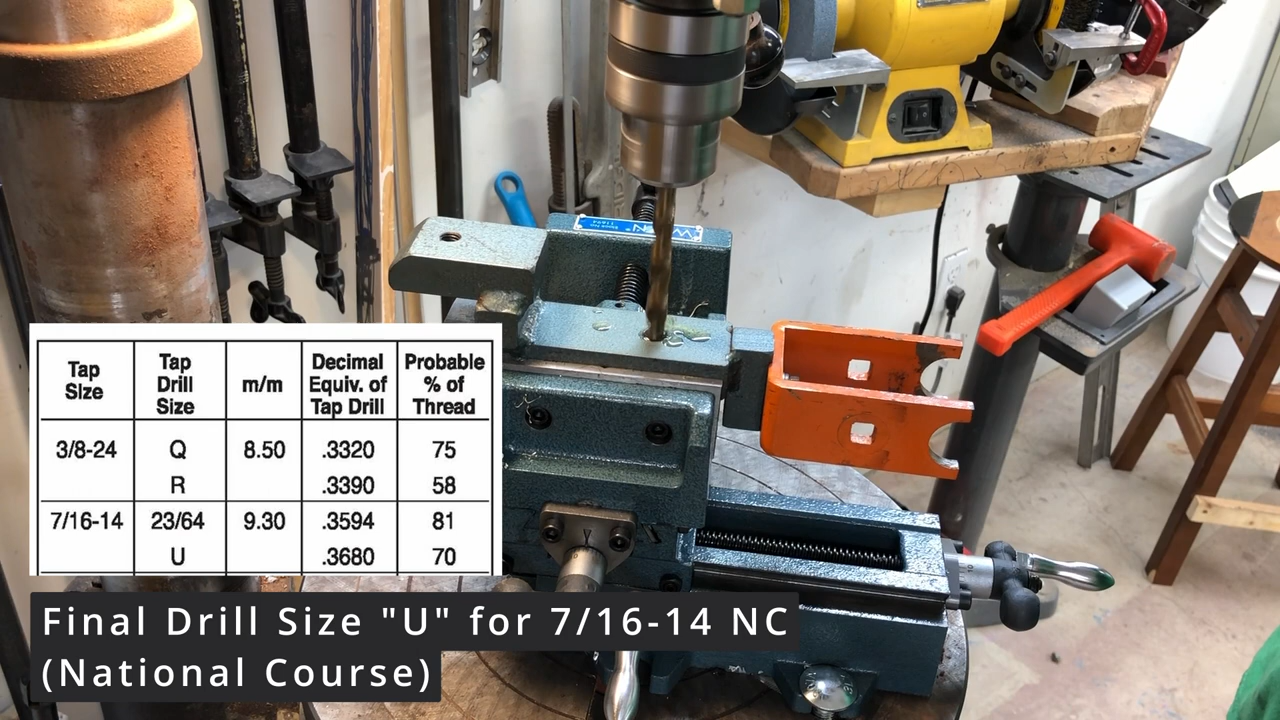 WEN
Tap Size Tap Drill Size m/m Decimal Equiv. of Tap Drill Probable % of Thread
3/8-24 Q 8.50 .3320 75
R .3390 58
7/16-14 23/64 9.30 .3594 81
U .3680 70
Final Drill Size "U" for 7/16-14 NC
(National Course)